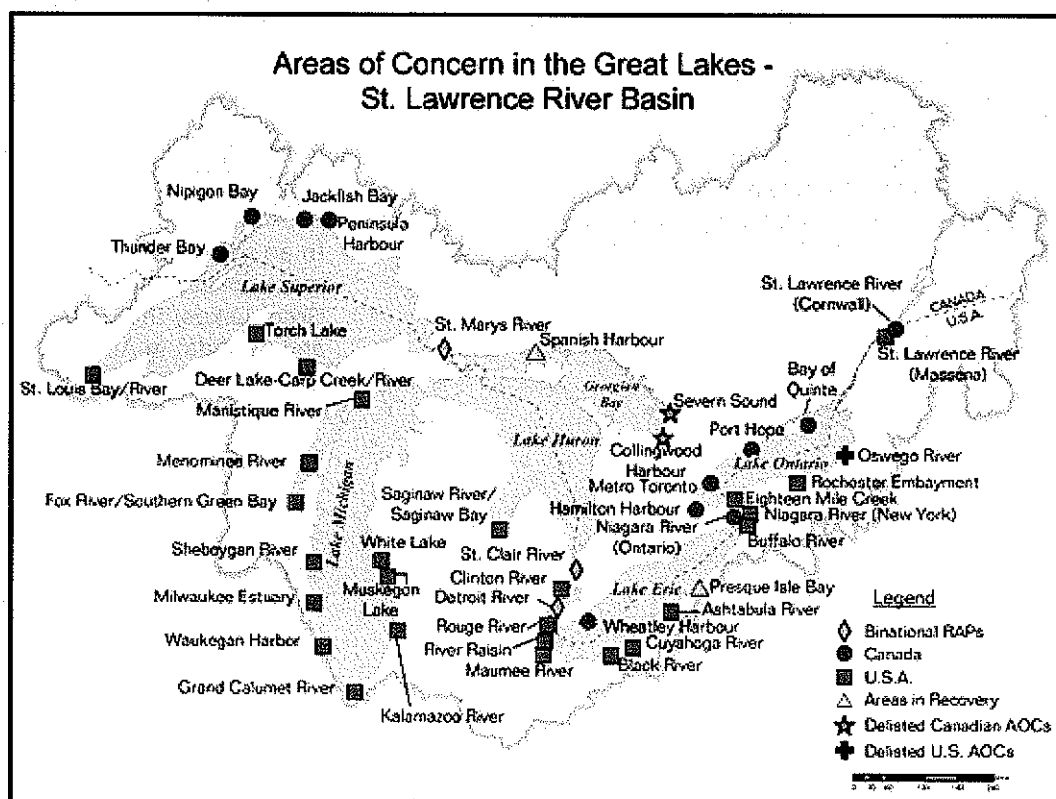 Areas of Concern in the Great Lakes -
St. Lawrence River Basin
Nipigon Bay
Jackfish Bay
Peninsula
Harbour
Thunder Bay
Lake Superior
St. Lawrence River
(Cornwall)
CANADA
U.S.A.
St. Marys River
Torch Lake
Spanish Harbour
St. Lawrence River
(Massena)
St. Louis Bay/River
Deer Lake-Carp Creek/River
Manistique River
Georgian
Bay
Bay of
Quinte
Severn Sound
Port Hope
Lake Huron
Collingwood
Harbour
Lake Ontario
Oswego River
Menominee River
Metro Toronto
Rochester Embayment
Fox River/Southern Green Bay
Lake Michigan
Saginaw River/
Saginaw Bay
Hamilton Harbour
Eighteen Mile Creek
Niagara River
(Ontario)
Niagara River (New York)
Buffalo River
Sheboygan River
White Lake
St. Clair River
Muskegon
Lake
Clinton River
Lake Erie
Presque Isle Bay
Milwaukee Estuary
Detroit River
Ashtabula River
Rouge River
Wheatley Harbour
Waukegan Harbor
River Raisin
Cuyahoga River
Maumee River
Black River
Grand Calumet River
Kalamazoo River
Legend
Binational RAPs
Canada
U.S.A.
Areas in Recovery
Delisted Canadian AOCs
Delisted U.S. AOCs